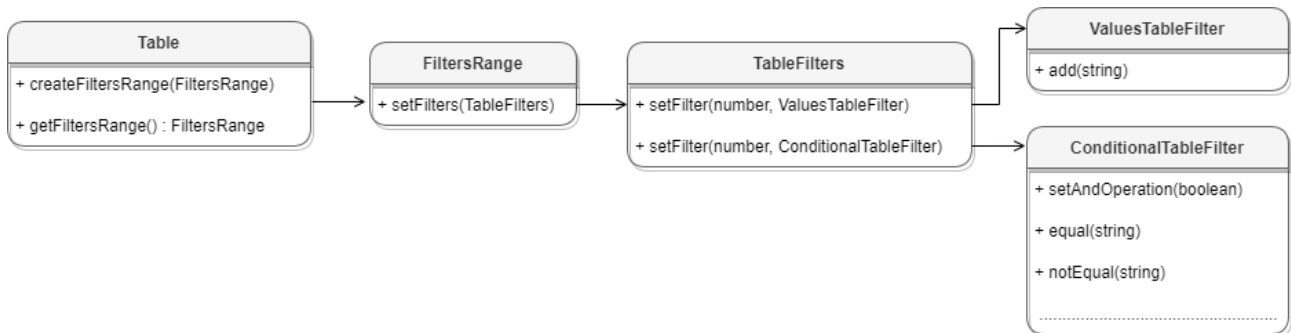 Table
+ createFiltersRange(FiltersRange)
+ getFiltersRange() : FiltersRange
FiltersRange
+ setFilters(TableFilters)
TableFilters
+ setFilter(number, ValuesTableFilter)
+ setFilter(number, ConditionalTableFilter)
ValuesTableFilter
+ add(string)
ConditionalTableFilter
+ setAndOperation(boolean)
+ equal(string)
+ notEqual(string)